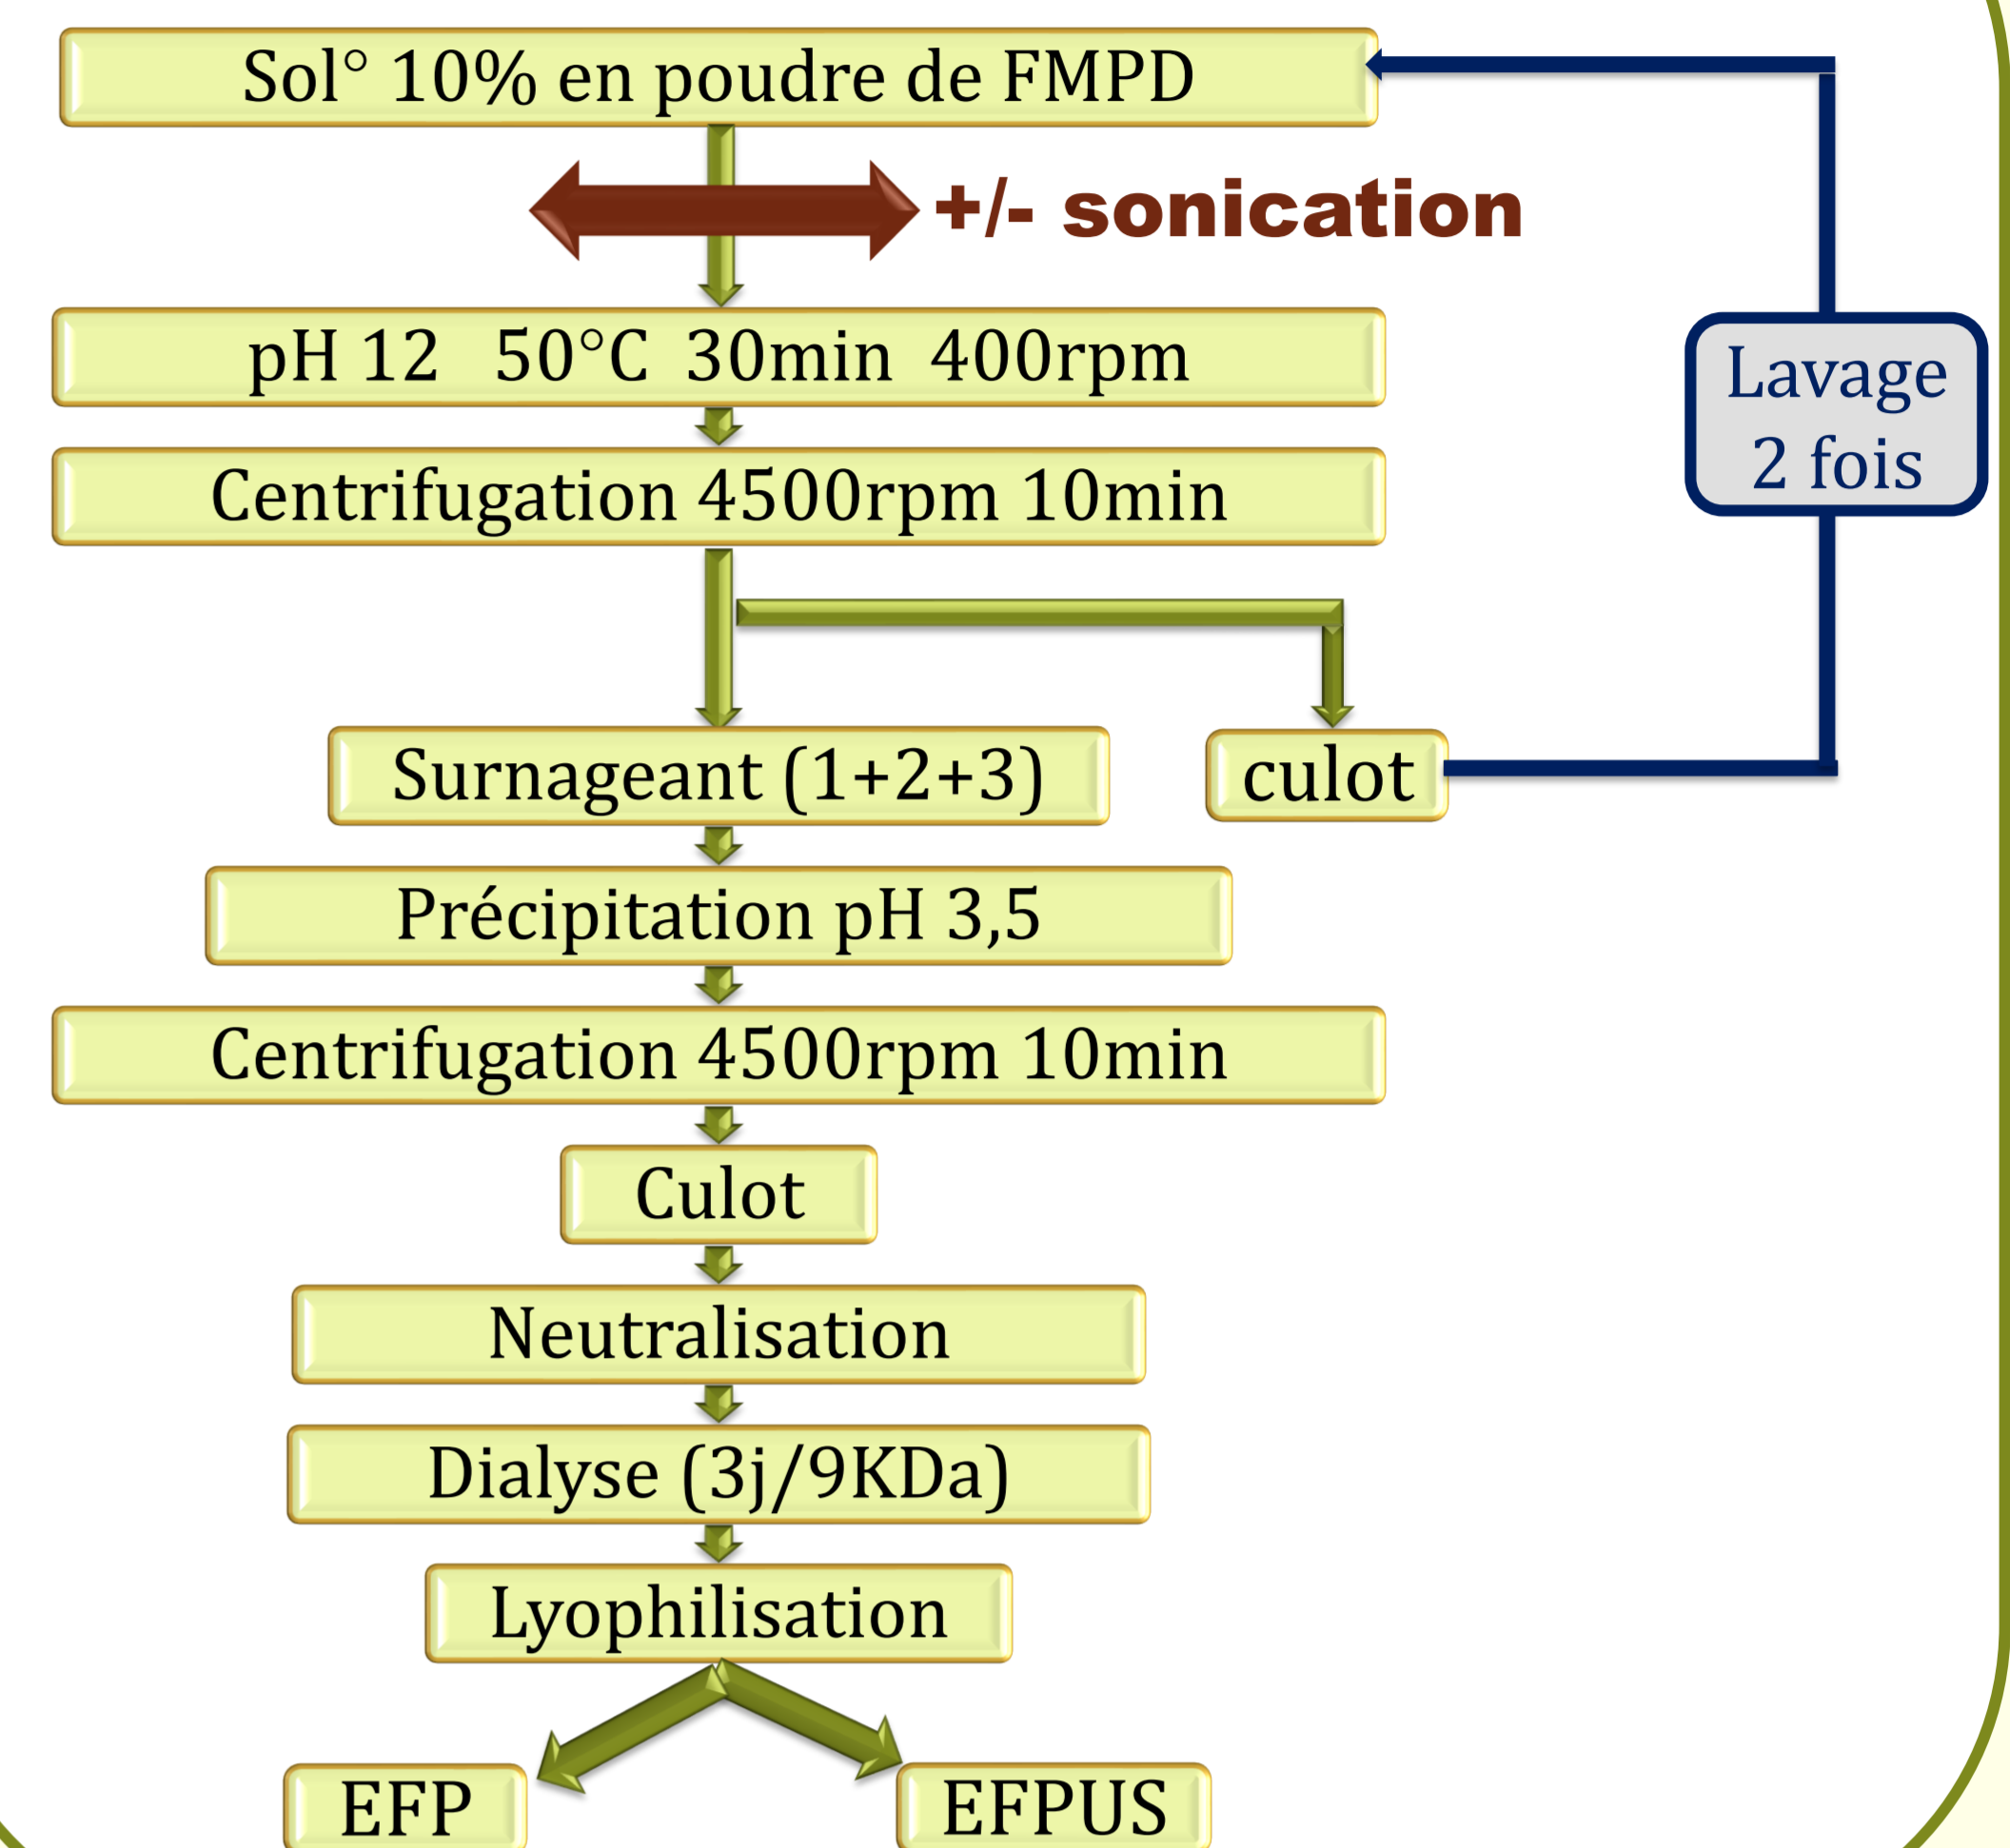 Sol° 10% en poudre de FMPD
+/- sonication
pH 12 50°C 30min 400rpm
Lavage
2 fois
Centrifugation 4500rpm 10min
Surnageant (1+2+3)
culot
Précipitation pH 3,5
Centrifugation 4500rpm 10min
Culot
Neutralisation
Dialyse (3j/9KDa)
Lyophilisation
EFP
EFPUS